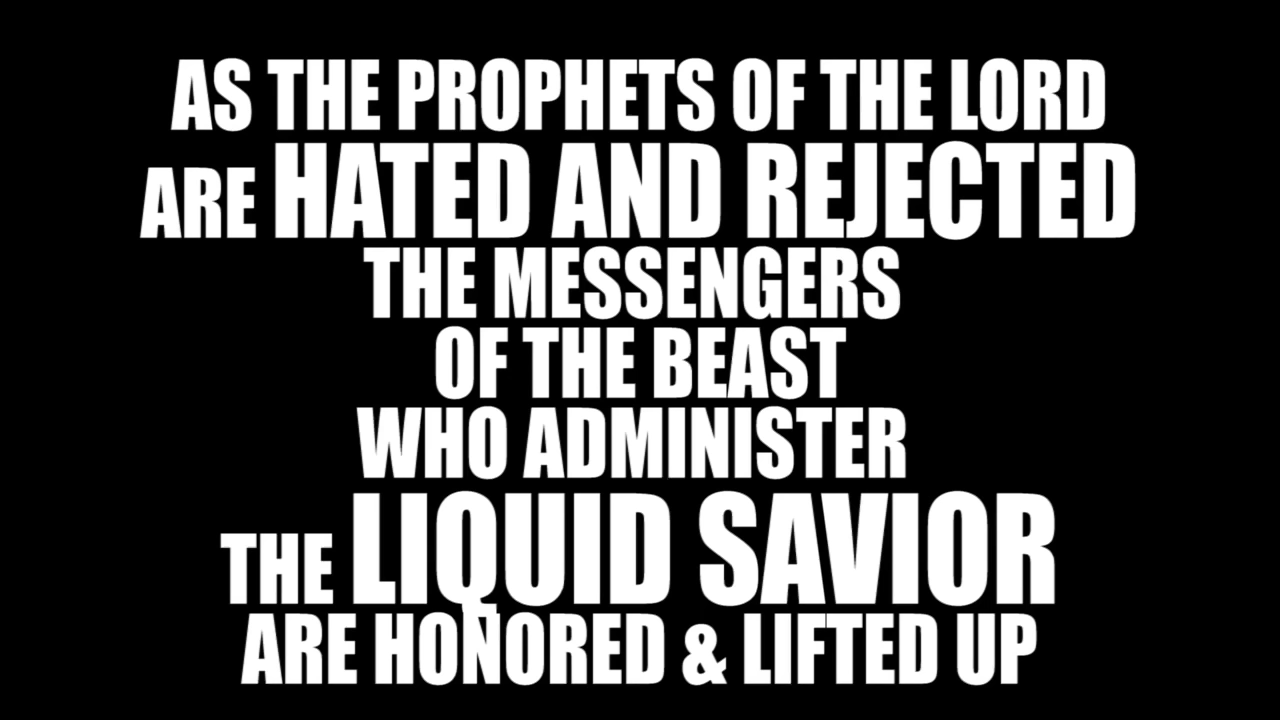 AS THE PROPHETS OF THE LORD
ARE HATED AND REJECTED
THE MESSENGERS
OF THE BEAST
WHO ADMINISTER
THE LIQUID SAVIOR
ARE HONORED & LIFTED UP